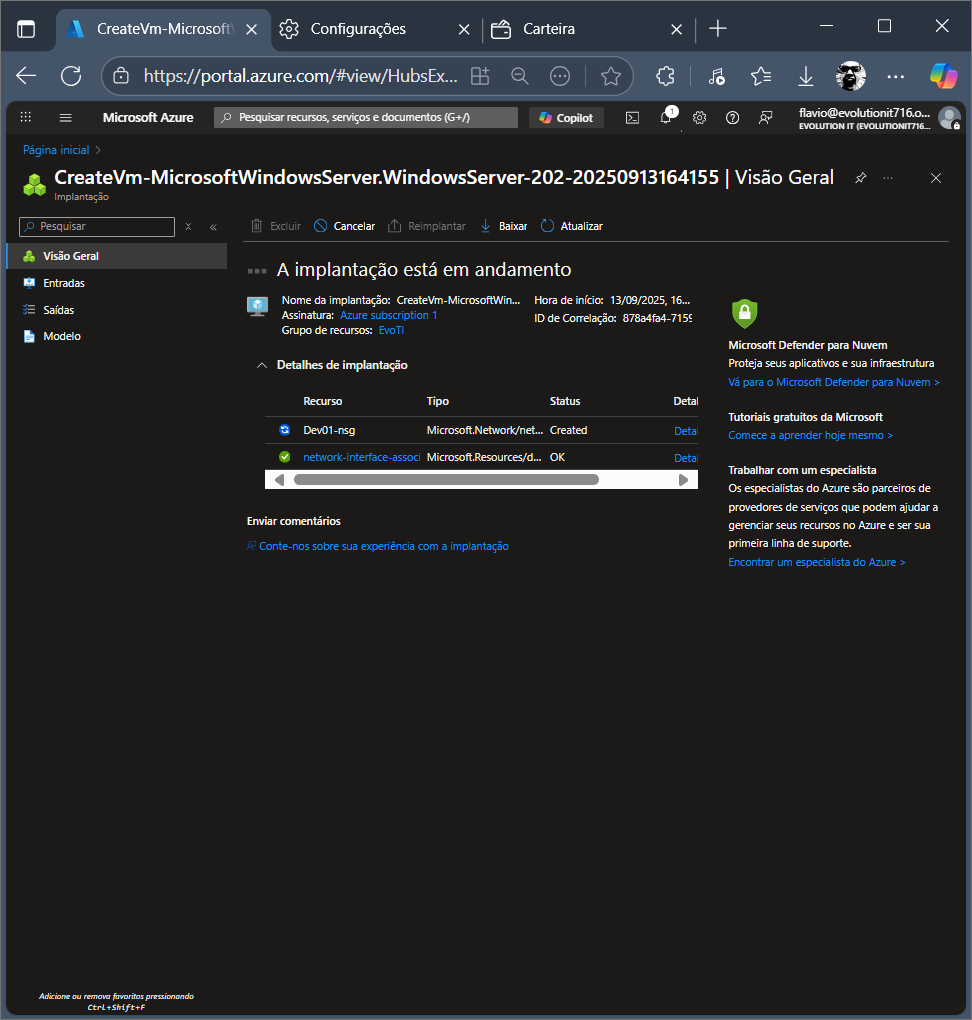 CreateVm-Microsoft
Configurações
Carteira
https://portal.azure.com/#view/HubsEx...
Microsoft Azure
Pesquisar recursos, serviços e documentos (G+/)
Copilot
1
flavio@evolutionit716.o...
EVOLUTION IT (EVOLUTIONIT716...
Página inicial >
CreateVm-MicrosoftWindowsServer.WindowsServer-202-20250913164155 | Visão Geral
Implantação
Pesquisar
Excluir
Cancelar
Reimplantar
Baixar
Atualizar
Visão Geral
Entradas
Saídas
Modelo
A implantação está em andamento
Nome da implantação: CreateVm-MicrosoftWin...
Assinatura: Azure subscription 1
Grupo de recursos: EvoTI
Hora de início: 13/09/2025, 16...
ID de Correlação: 878a4fa4-7159
Detalhes de implantação
Recurso Tipo Status Detal
Dev01-nsg Microsoft.Network/net... Created Detal
network-interface-associ Microsoft.Resources/d... OK Detal
Enviar comentários
Conte-nos sobre sua experiência com a implantação
Microsoft Defender para Nuvem
Proteja seus aplicativos e sua infraestrutura
Vá para o Microsoft Defender para Nuvem >
Tutoriais gratuitos da Microsoft
Comece a aprender hoje mesmo >
Trabalhar com um especialista
Os especialistas do Azure são parceiros de
provedores de serviços que podem ajudar a
gerenciar seus recursos no Azure e ser sua
primeira linha de suporte.
Encontrar um especialista do Azure >
Adicione ou remova favoritos pressionando
Ctrl+Shift+F